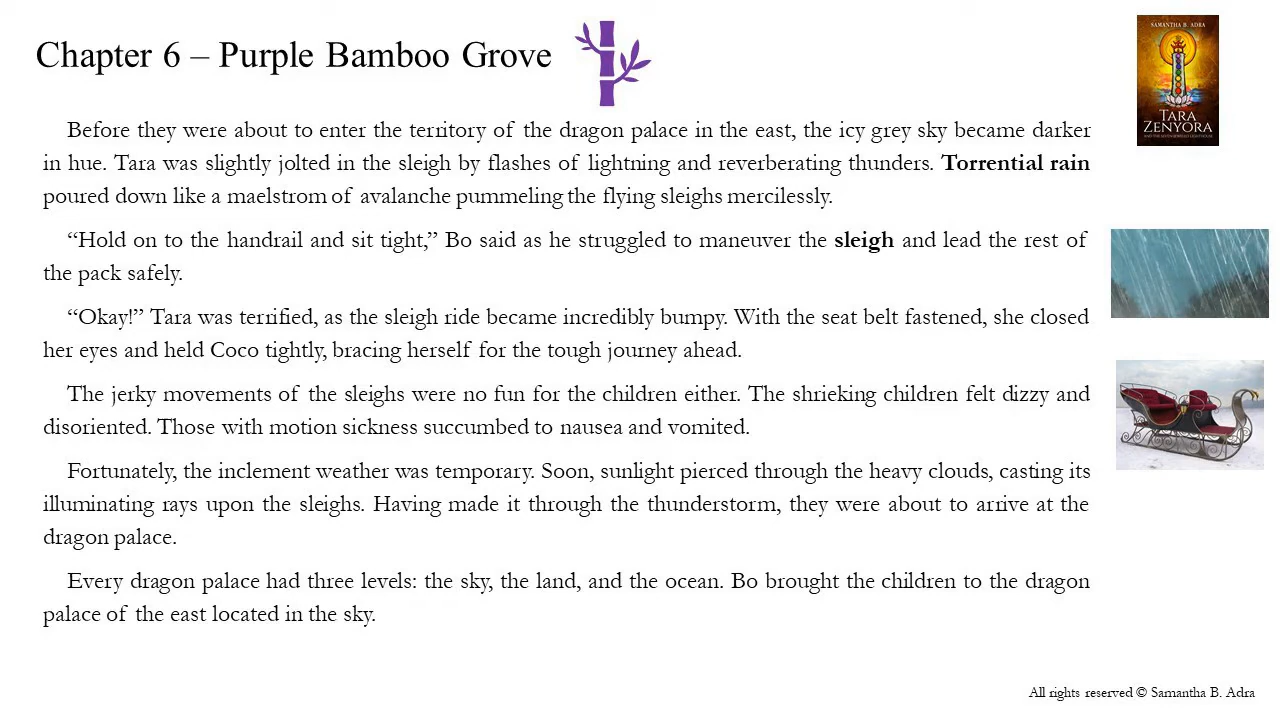 Chapter 6 – Purple Bamboo Grove
SAMANTHA B. ADRA
TARA
ZENYORA
Before they were about to enter the territory of the dragon palace in the east, the icy grey sky became darker
in hue. Tara was slightly jolted in the sleigh by flashes of lightning and reverberating thunders. Torrential rain
poured down like a maelstrom of avalanche pummeling the flying sleighs mercilessly.
“Hold on to the handrail and sit tight,” Bo said as he struggled to maneuver the sleigh and lead the rest of
the pack safely.
“Okay!” Tara was terrified, as the sleigh ride became incredibly bumpy. With the seat belt fastened, she closed
her eyes and held Coco tightly, bracing herself for the tough journey ahead.
The jerky movements of the sleighs were no fun for the children either. The shrieking children felt dizzy and
disoriented. Those with motion sickness succumbed to nausea and vomited.
Fortunately, the inclement weather was temporary. Soon, sunlight pierced through the heavy clouds, casting its
illuminating rays upon the sleighs. Having made it through the thunderstorm, they were about to arrive at the
dragon palace.
Every dragon palace had three levels: the sky, the land, and the ocean. Bo brought the children to the dragon
palace of the east located in the sky.
All rights reserved © Samantha B. Adra